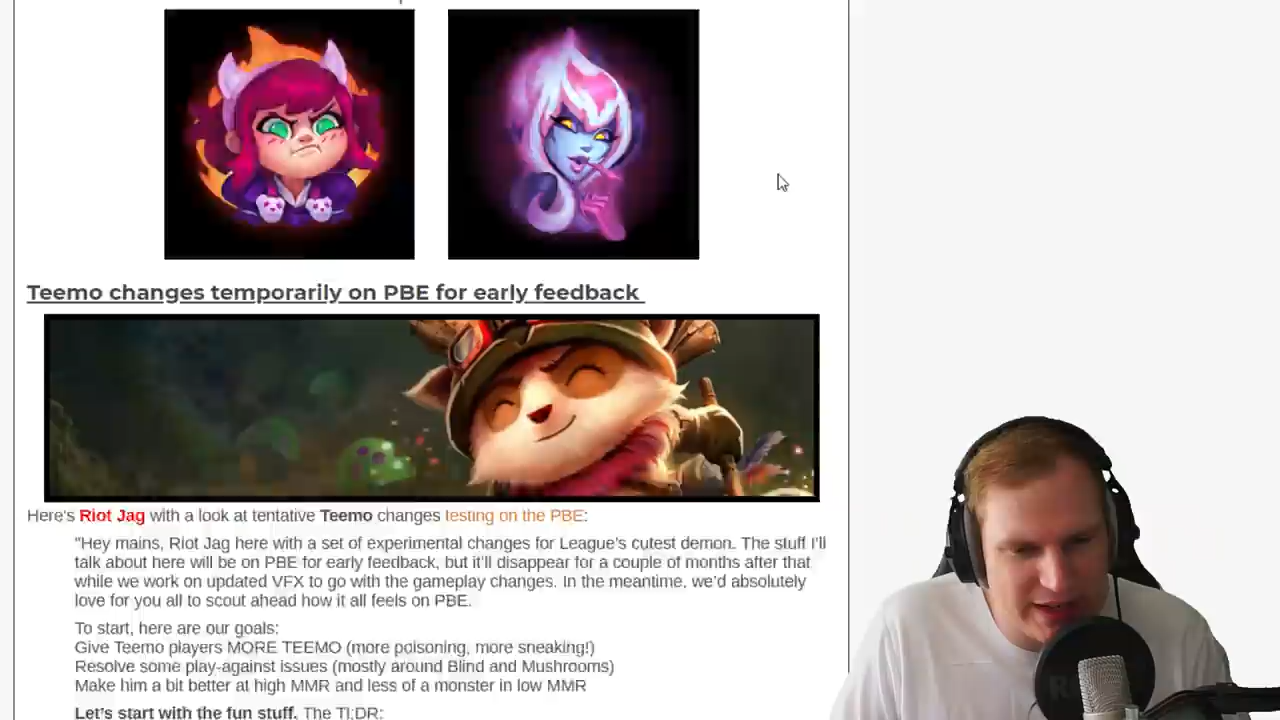 Teemo changes temporarily on PBE for early feedback
Here's Riot Jag with a look at tentative Teemo changes testing on the PBE:
"Hey mains, Riot Jag here with a set of experimental changes for League's cutest demon. The stuff I'll
talk about here will be on PBE for early feedback, but it'll disappear for a couple of months after that
while we work on updated VFX to go with the gameplay changes. In the meantime, we'd absolutely
love for you all to scout ahead how it all feels on PBE.
To start, here are our goals:
Give Teemo players MORE TEEMO (more poisoning, more sneaking!)
Resolve some play-against issues (mostly around Blind and Mushrooms)
Make him a bit better at high MMR and less of a monster in low MMR
Let's start with the fun stuff. The Tl;DR: